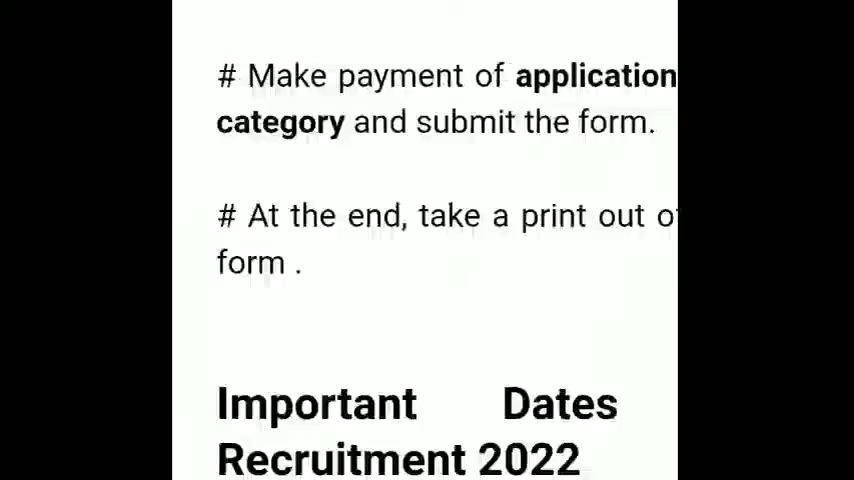 # Make payment of application
category and submit the form.
# At the end, take a print out of
form .
Important Dates
Recruitment 2022